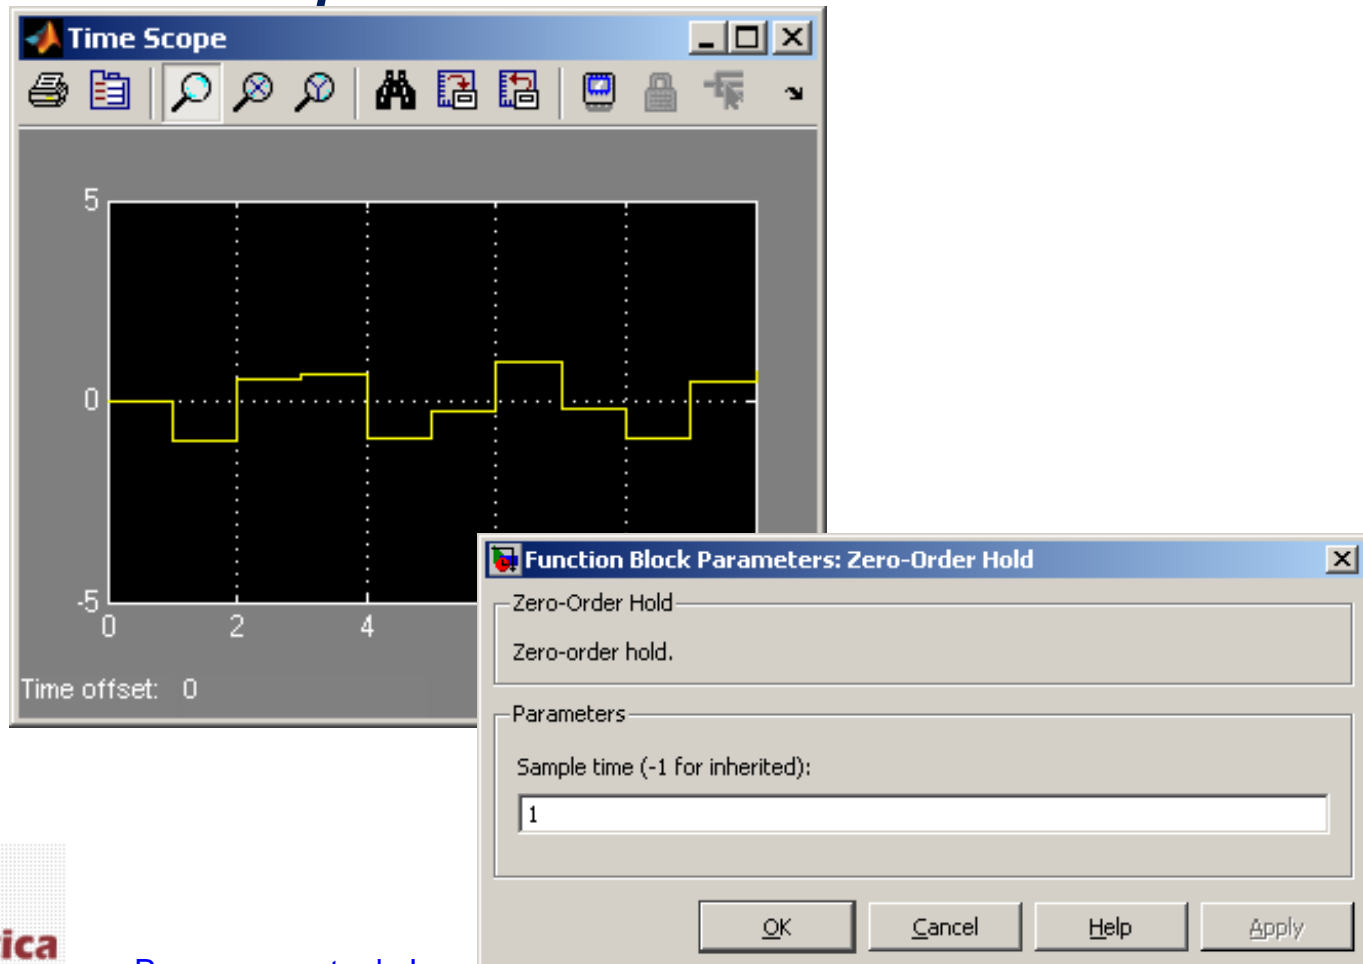 Time Scope
5
0
-5
0 2 4
Time offset: 0
Function Block Parameters: Zero-Order Hold
Zero-Order Hold
Zero-order hold.
Parameters
Sample time (-1 for inherited):
1
OK Cancel Help Apply
ica